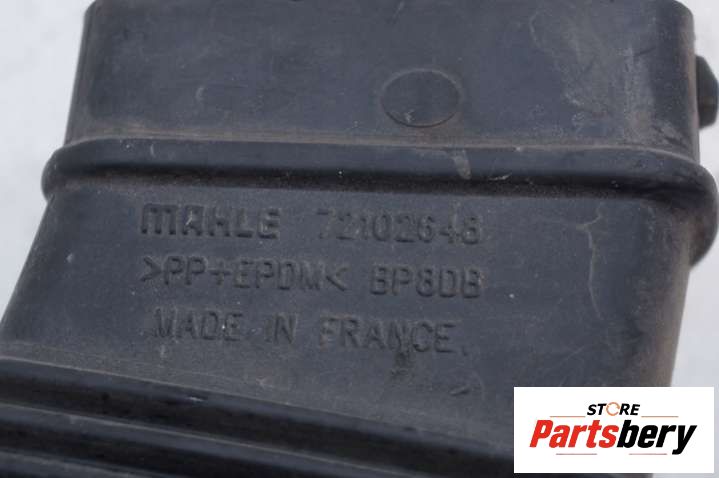 MAHLE 72102648
>PP+EPDM< BP8DB
MADE IN FRANCE.
STORE
Partsbery